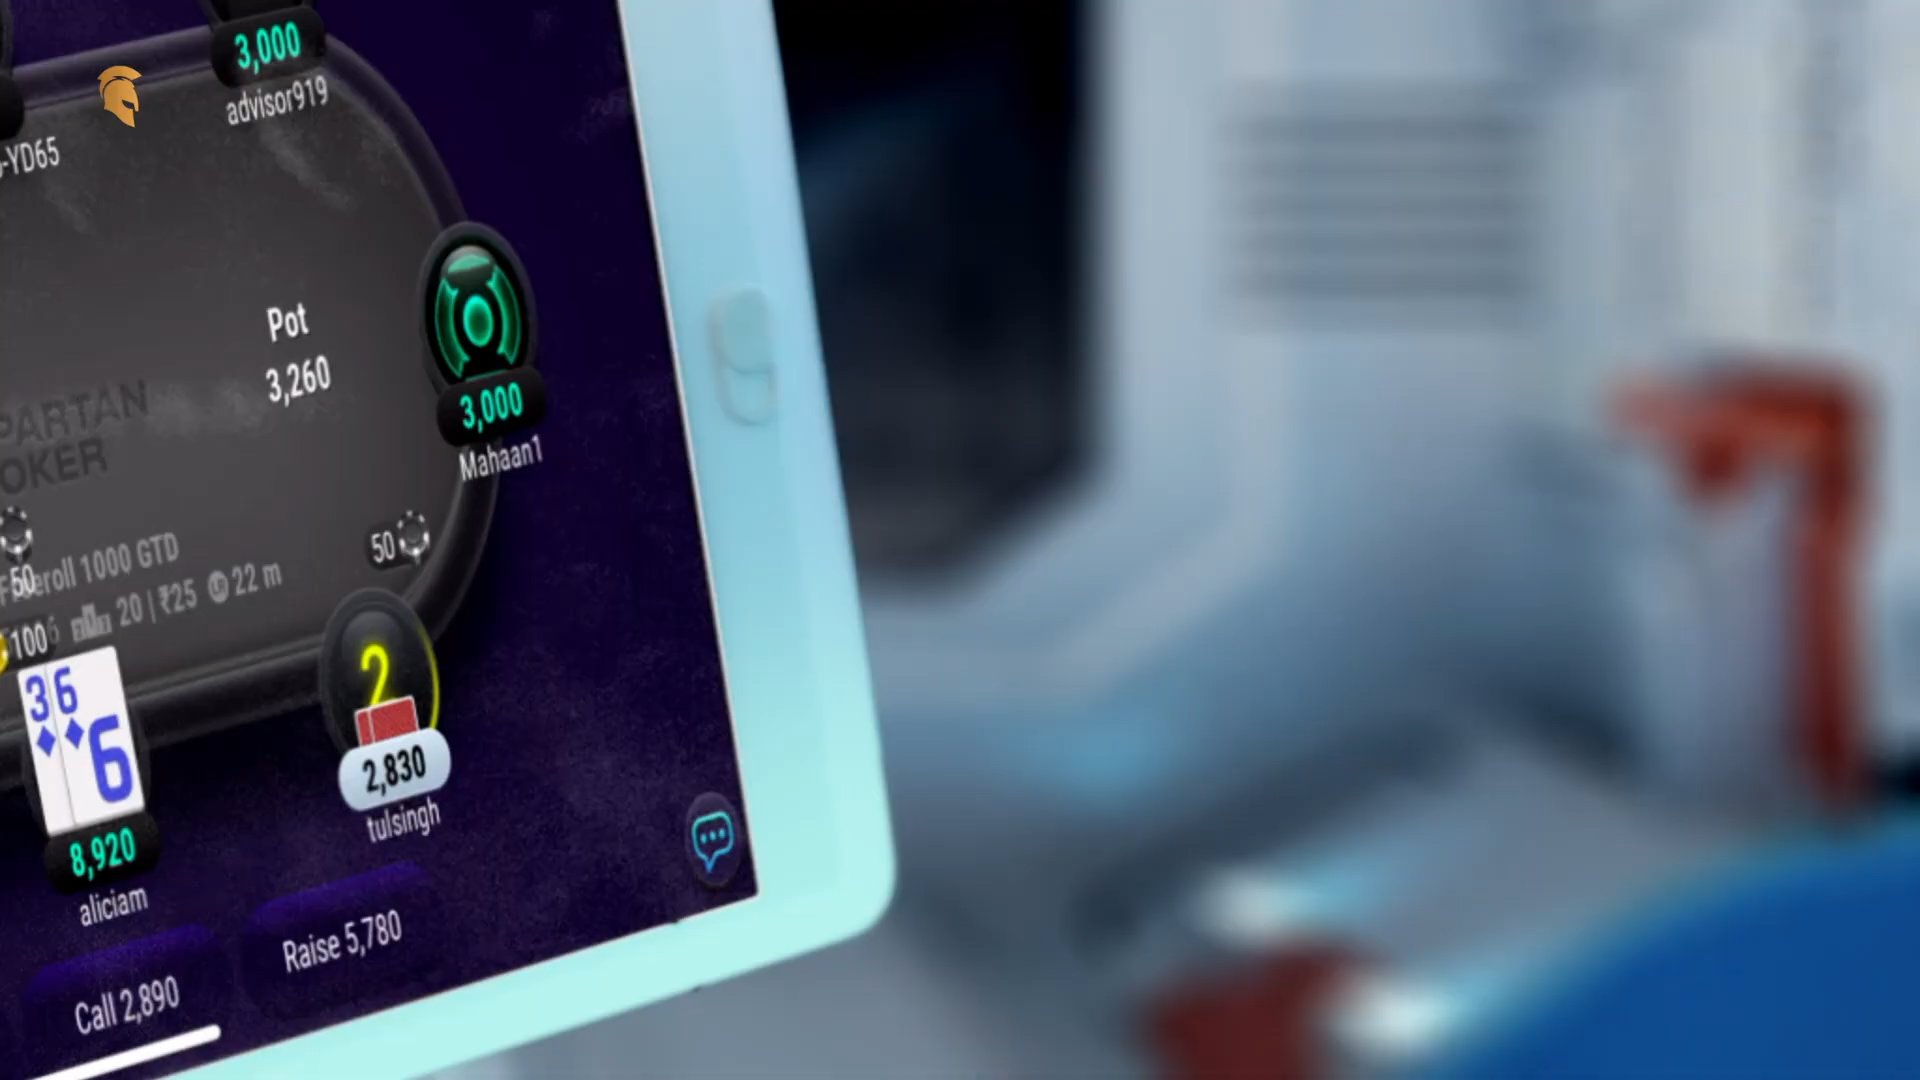 3,000
advisor919
-YD65
Pot
3,260
3,000
Mahaan1
PARTAN
OKER
50
50
roll 1000 GTD
20 | ₹25 22 m
100
3 6
6
2
2,830
tulsingh
8,920
aliciam
Raise 5,780
Call 2,890